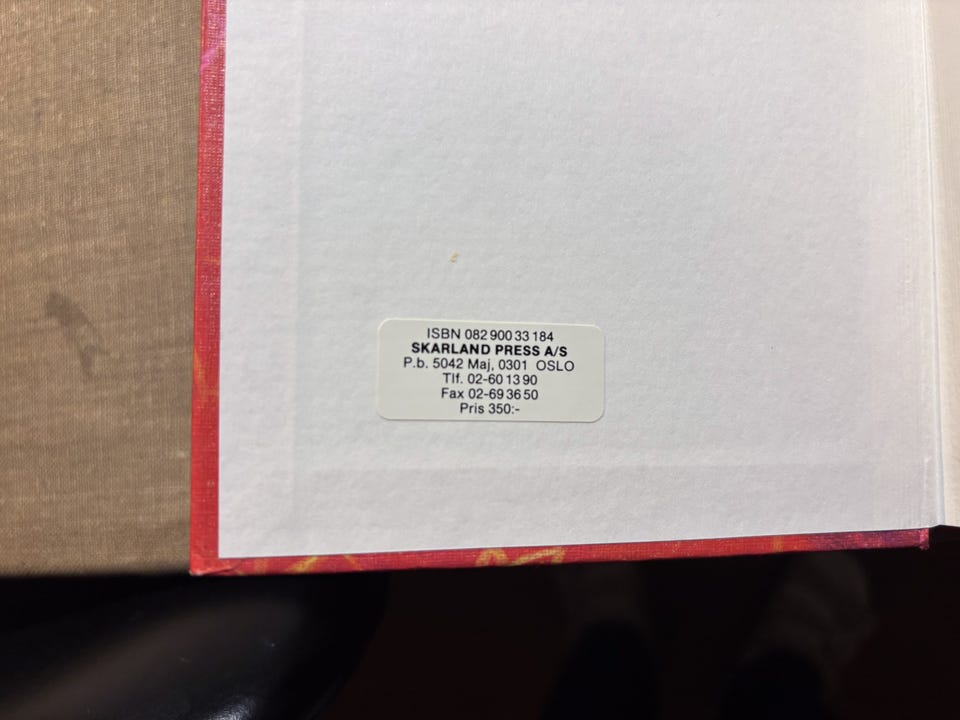 ISBN 082 900 33 184
SKARLAND PRESS A/S
P.b. 5042 Maj, 0301 OSLO
Tlf. 02-60 13 90
Fax 02-69 36 50
Pris 350:-